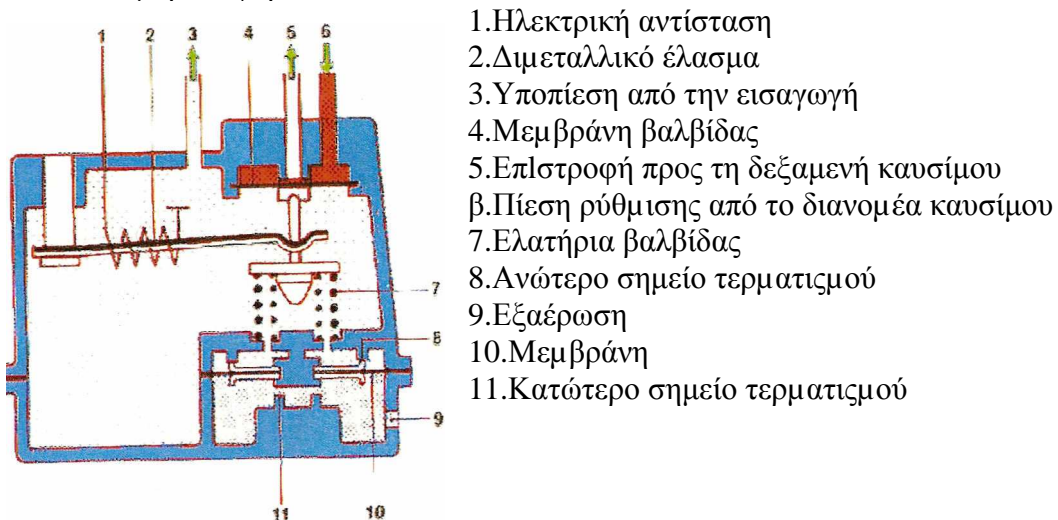 1 2 3 4 5 6
7
8
9
11 10
1.Ηλεκτρική αντίσταση
2.Διμεταλλικό έλασμα
3.Υποπίεση από την εισαγωγή
4.Μεμβράνη βαλβίδας
5.Επlστροφή προς τη δεξαμενή καυσίμου
β.Πίεση ρύθμισης από το διανομέα καυσίμου
7.Ελατήρια βαλβίδας
8.Ανώτερο σημείο τερματιςμού
9.Εξαέρωση
10.Μεμβράνη
11.Κατώτερο σημείο τερματιςμού